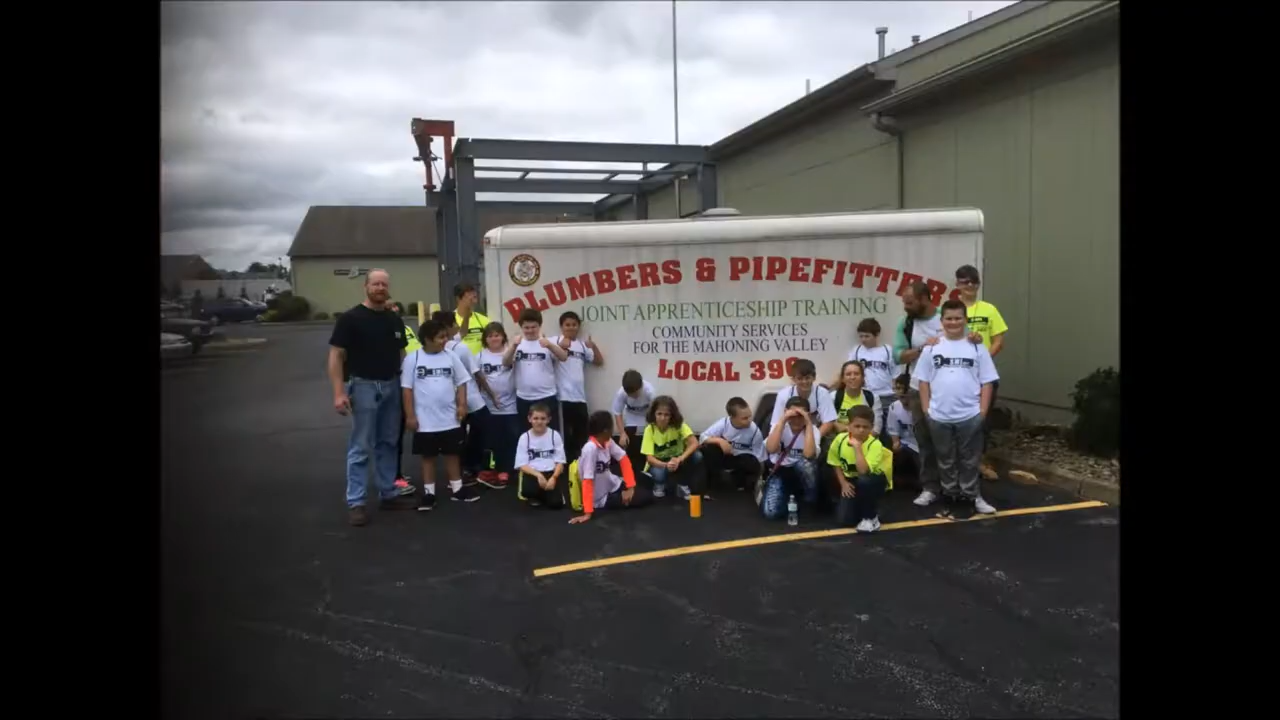 PLUMBERS & PIPEFITTERS
JOINT APPRENTICESHIP TRAINING
COMMUNITY SERVICES
FOR THE MAHONING VALLEY
LOCAL 396